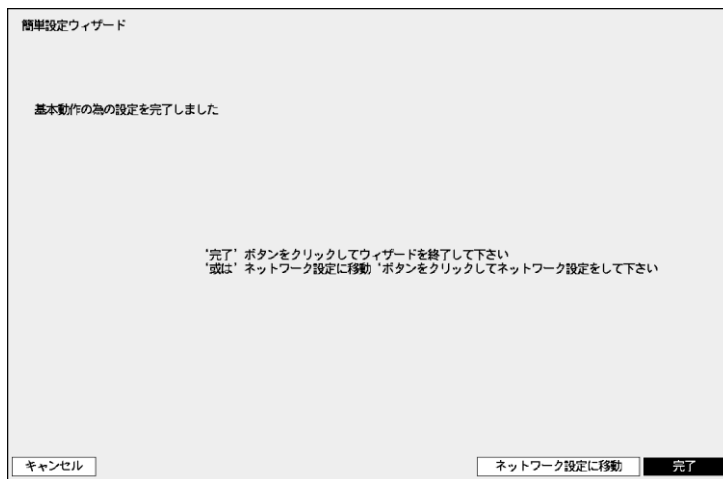 簡単設定ウィザード
基本動作の為の設定を完了しました
'完了' ボタンをクリックしてウィザードを終了して下さい
'或は' ネットワーク設定に移動 'ボタンをクリックしてネットワーク設定をして下さい
キャンセル
ネットワーク設定に移動
完了